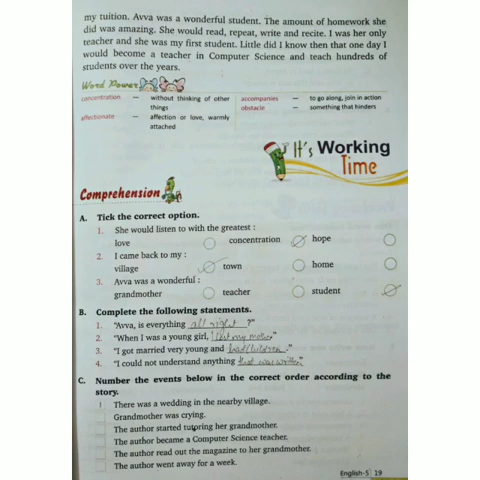 my tuition. Avva was a wonderful student. The amount of homework she
did was amazing. She would read, repeat, write and recite. I was her only
teacher and she was my first student. Little did I know then that one day I
would become a teacher in Computer Science and teach hundreds of
students over the years.
Word Power
concentration — without thinking of other things
affectionate — affection or love, warmly attached
accompanies — to go along, join in action
obstacle — something that hinders
It's Working
Time
Comprehension
A. Tick the correct option.
1. She would listen to with the greatest :
love concentration hope
2. I came back to my :
village town home
3. Avva was a wonderful :
grandmother teacher student
B. Complete the following statements.
1. "Avva, is everything all right ?"
2. "When I was a young girl, I lost my mother."
3. "I got married very young and had children."
4. "I could not understand anything that was written."
C. Number the events below in the correct order according to the
story.
1 There was a wedding in the nearby village.
Grandmother was crying.
The author started tutoring her grandmother.
The author became a Computer Science teacher.
The author read out the magazine to her grandmother.
The author went away for a week.
English-5 19